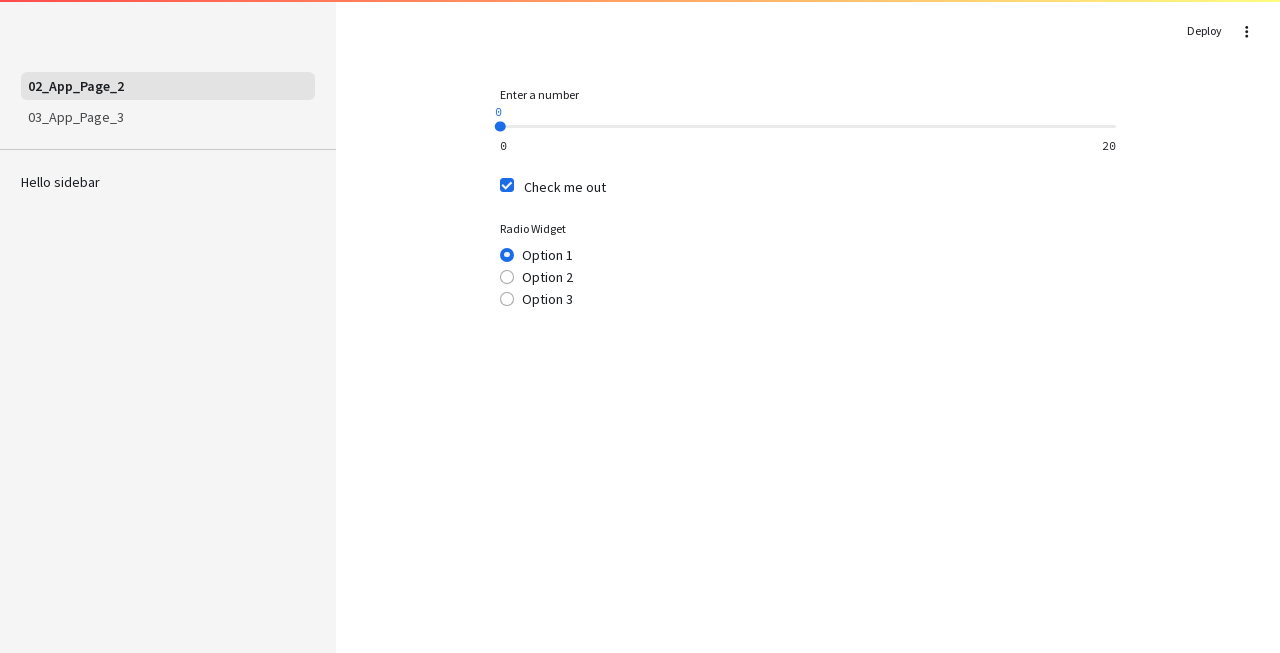 Deploy
02_App_Page_2
03_App_Page_3
Hello sidebar
Enter a number
0
0 20
Check me out
Radio Widget
Option 1
Option 2
Option 3